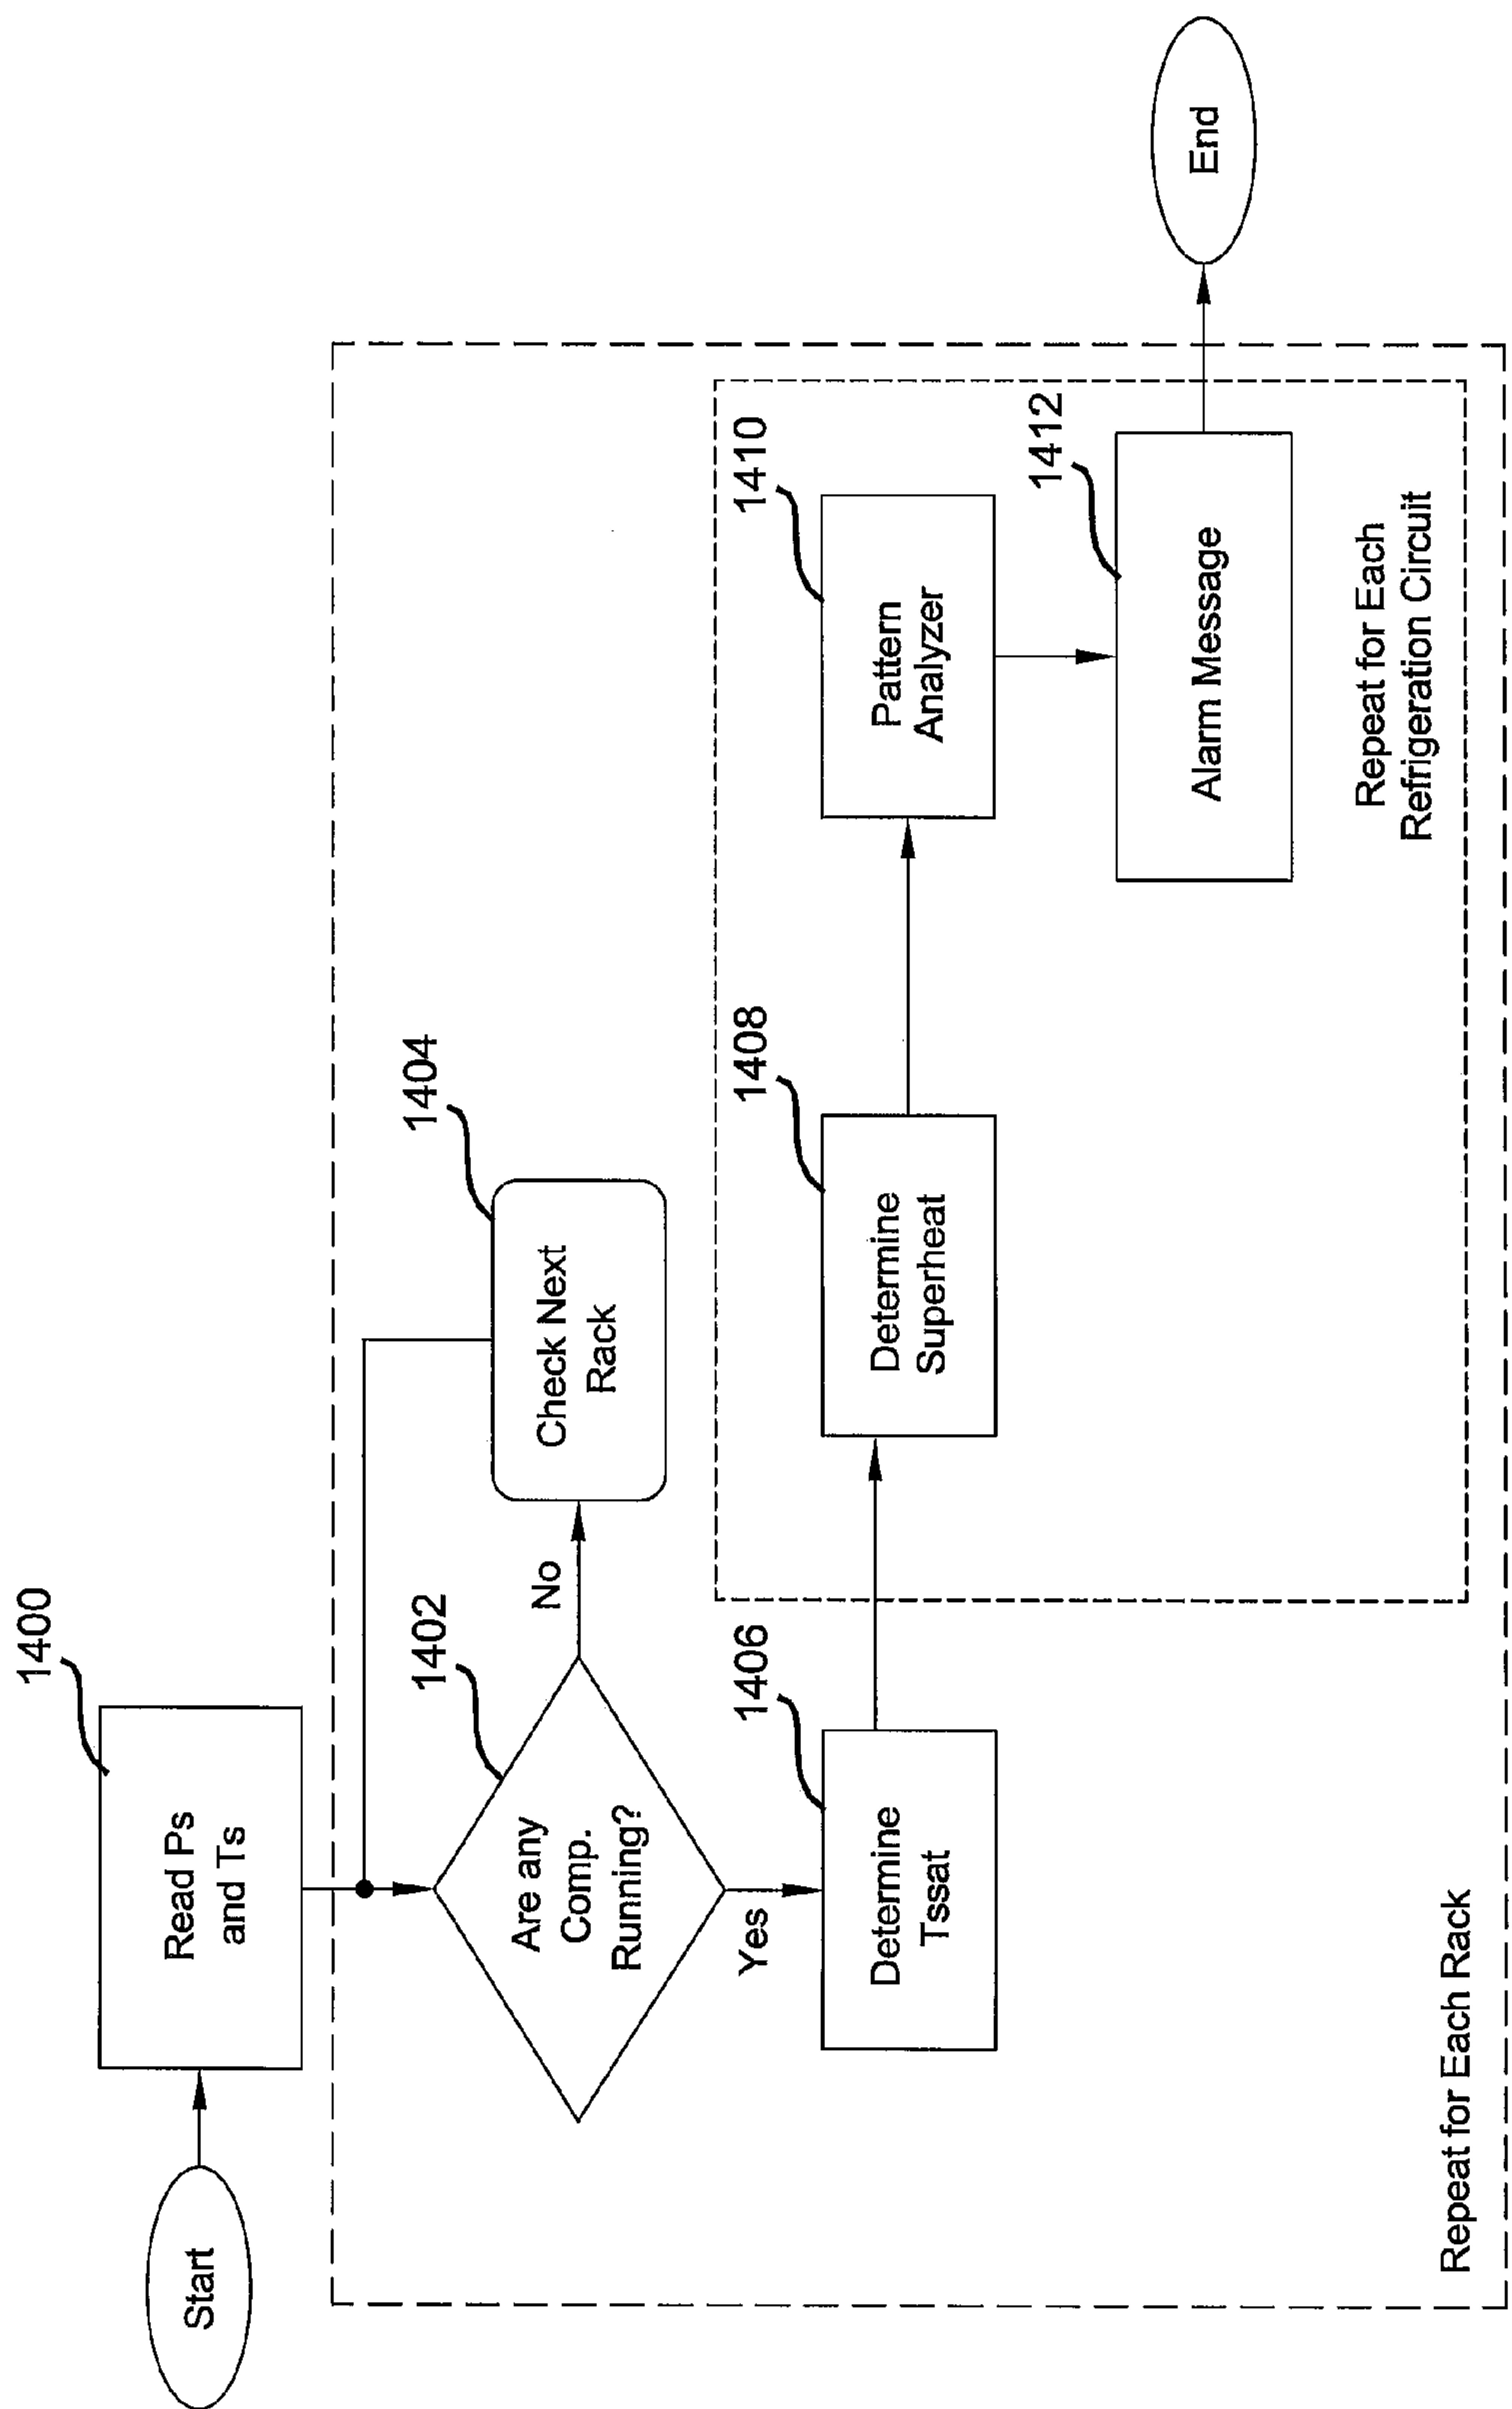 Start
1400
Read Ps
and Ts
1402
Are any
Comp.
Running?
No
1404
Check Next
Rack
Yes
1406
Determine
Tssat
1408
Determine
Superheat
1410
Pattern
Analyzer
1412
Alarm Message
Repeat for Each
Refrigeration Circuit
Repeat for Each Rack
End